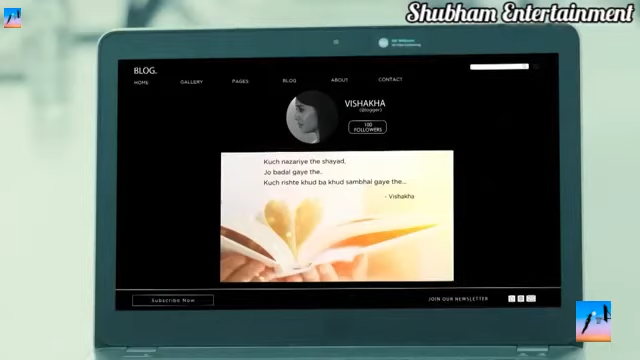 Shubham Entertainment
BLOG.
HOME GALLERY PAGES BLOG ABOUT CONTACT
VISHAKHA
(Blogger)
100
FOLLOWERS
Kuch nazariye the shayad,
Jo badal gaye the..
Kuch rishte khud ba khud sambhal gaye the...
- Vishakha
Subscribe Now
JOIN OUR NEWSLETTER